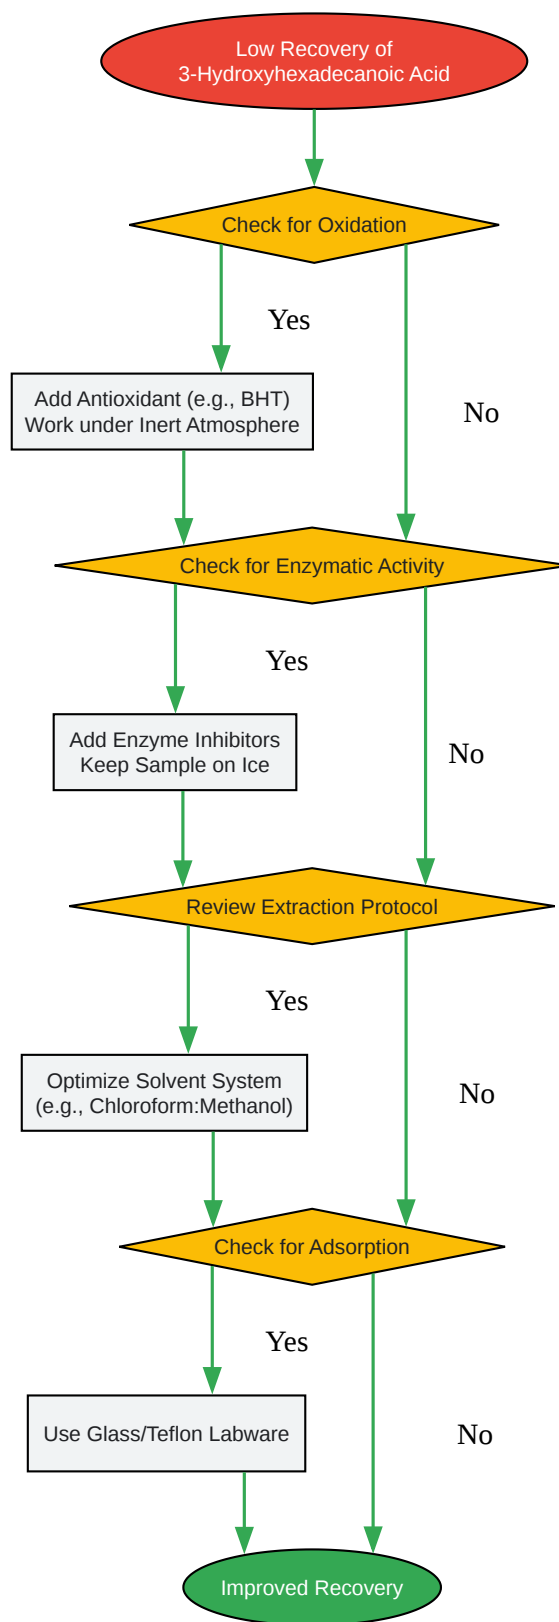 Low Recovery of
3-Hydroxyhexadecanoic Acid
Check for Oxidation
Yes
Add Antioxidant (e.g., BHT)
Work under Inert Atmosphere
No
Check for Enzymatic Activity
Yes
Add Enzyme Inhibitors
Keep Sample on Ice
No
Review Extraction Protocol
Yes
Optimize Solvent System
(e.g., Chloroform:Methanol)
No
Check for Adsorption
Yes
Use Glass/Teflon Labware
No
Improved Recovery